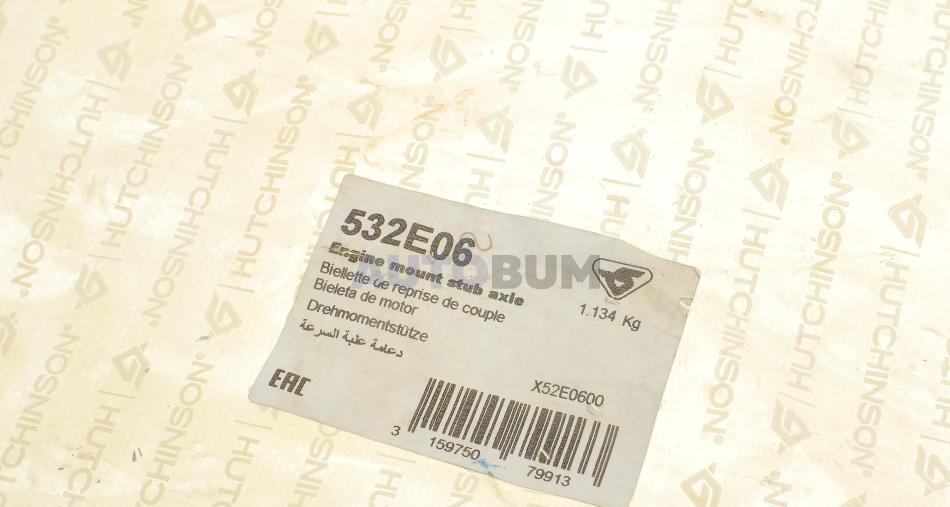 HUTCHINSON
532E06
Engine mount stub axle
Biellette de reprise de couple
Bieleta de motor
Drehmomentstütze
دعامة علبة السرعة
1.134 Kg
AUTOBUM
EAC
X52E0600
3 159750 79913